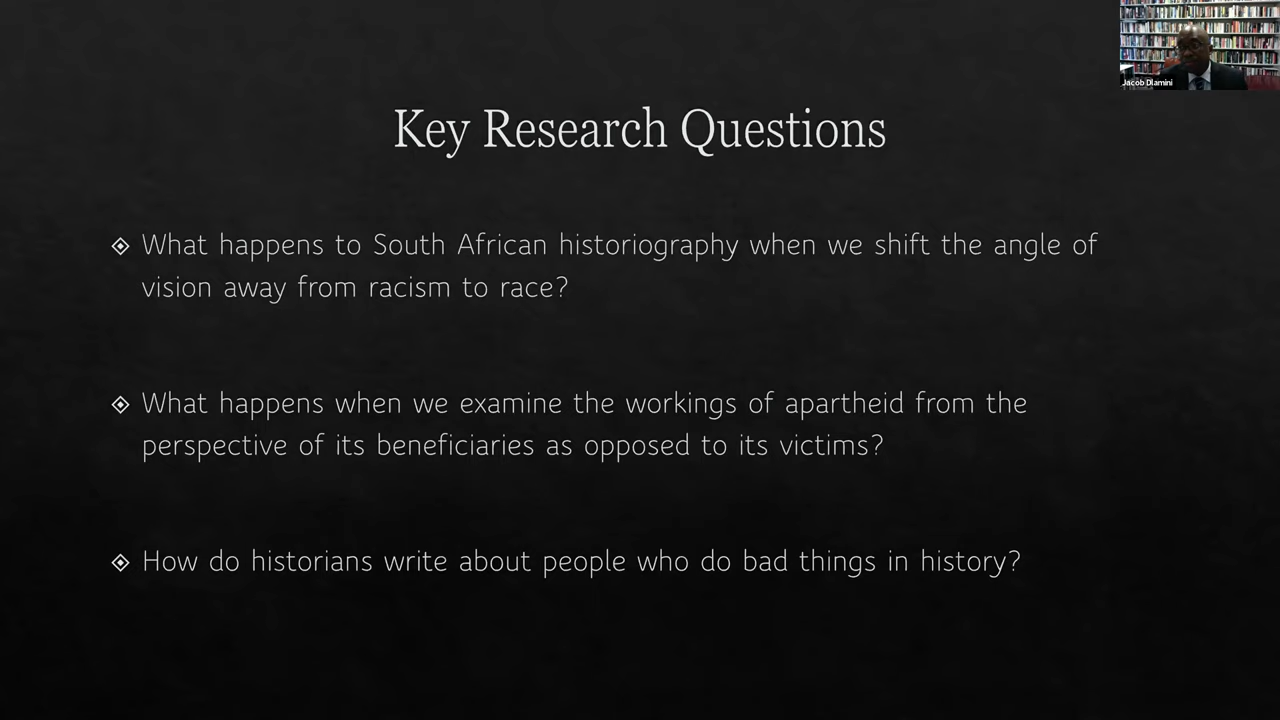 Jacob Dlamini
Key Research Questions
What happens to South African historiography when we shift the angle of
vision away from racism to race?
What happens when we examine the workings of apartheid from the
perspective of its beneficiaries as opposed to its victims?
How do historians write about people who do bad things in history?